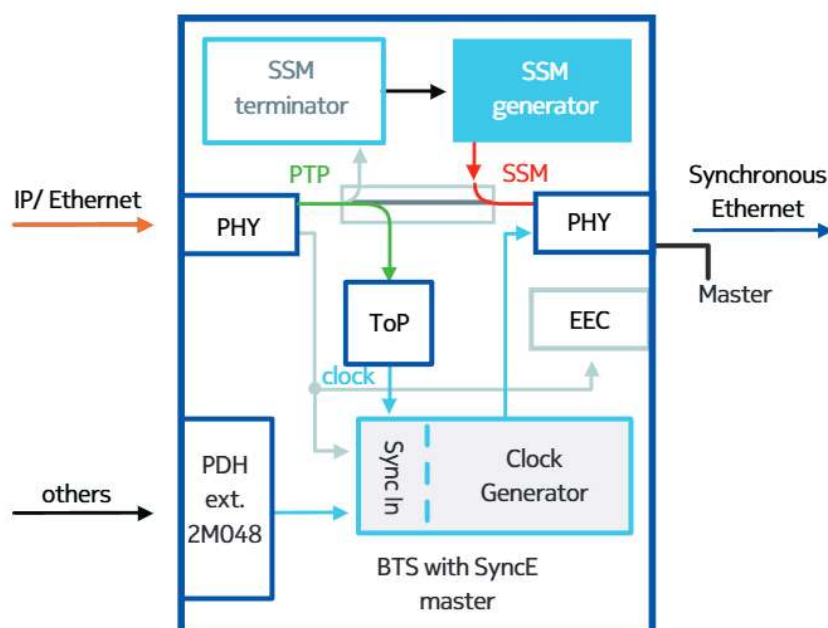 SSM
terminator
SSM
generator
PTP
SSM
IP/ Ethernet
PHY
PHY
Synchronous
Ethernet
Master
ToP
EEC
clock
others
PDH
ext.
2M048
Sync In
Clock
Generator
BTS with SyncE
master